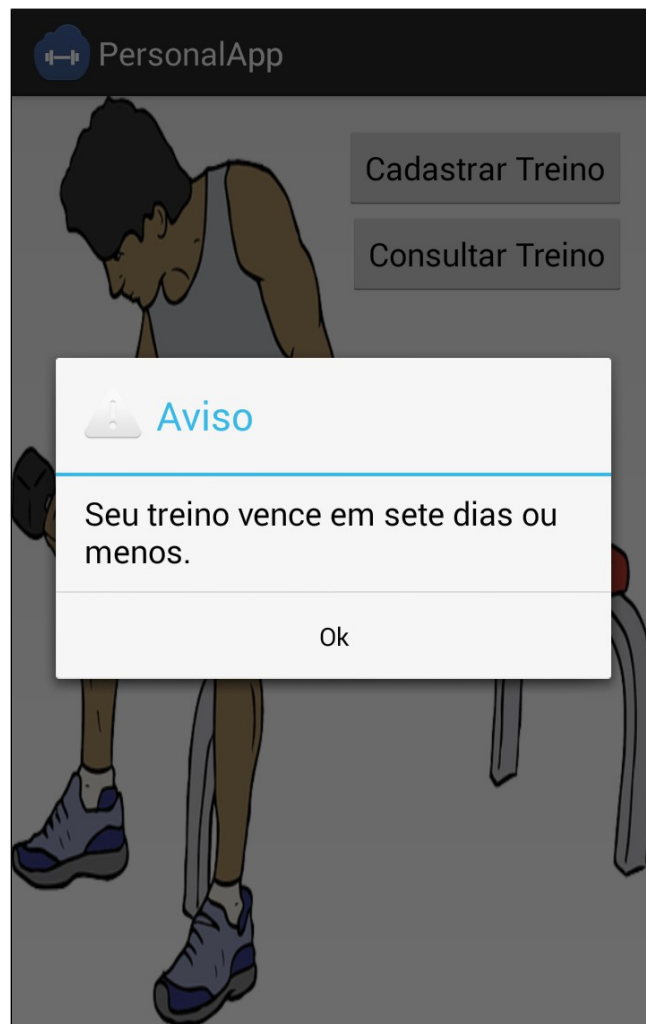 PersonalApp
Cadastrar Treino
Consultar Treino
Aviso
Seu treino vence em sete dias ou
menos.
Ok